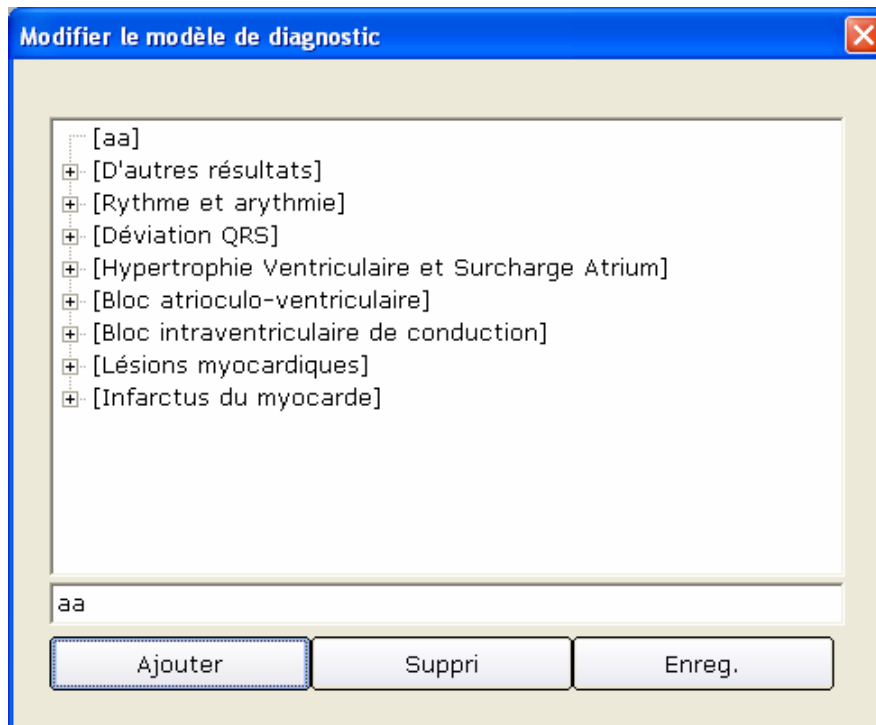 Modifier le modèle de diagnostic
[aa]
[D'autres résultats]
[Rythme et arythmie]
[Déviation QRS]
[Hypertrophie Ventriculaire et Surcharge Atrium]
[Bloc atrioculo-ventriculaire]
[Bloc intraventriculaire de conduction]
[Lésions myocardiques]
[Infarctus du myocarde]
aa
Ajouter Suppri Enreg.